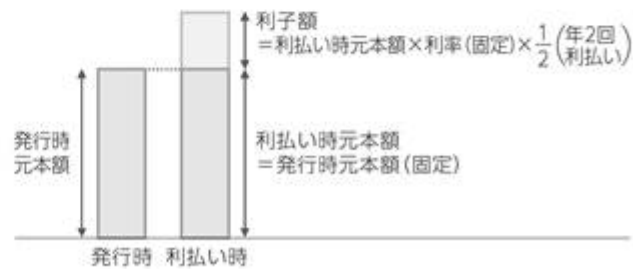 利子額
＝利払い時元本額×利率(固定)×1/2(年2回利払い)
発行時
元本額
利払い時元本額
＝発行時元本額(固定)
発行時 利払い時